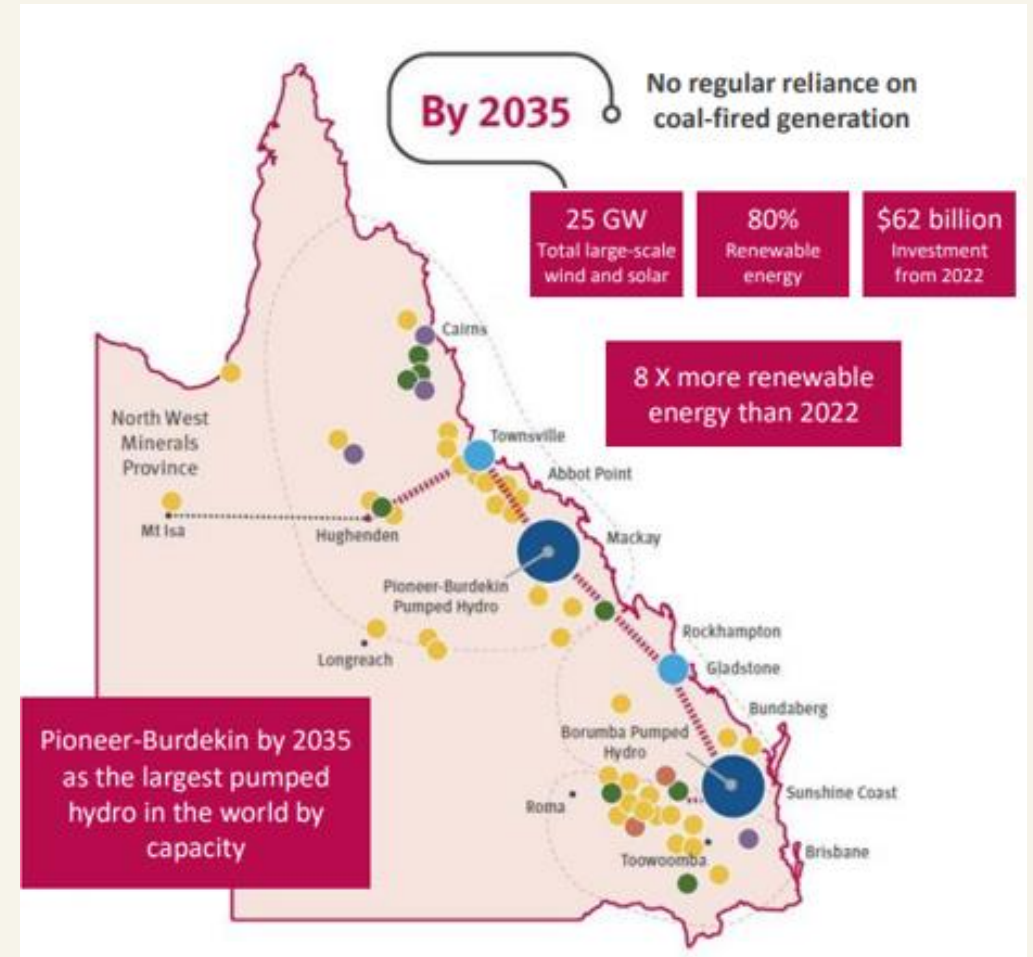 By 2035
No regular reliance on
coal-fired generation
25 GW
Total large-scale
wind and solar
80%
Renewable
energy
$62 billion
Investment
from 2022
8 X more renewable
energy than 2022
Cairns
North West
Minerals
Province
Townsville
Abbot Point
Mt Isa
Hughenden
Mackay
Pioneer-Burdekin
Pumped Hydro
Longreach
Rockhampton
Gladstone
Bundaberg
Borumba Pumped
Hydro
Roma
Sunshine Coast
Toowoomba
Brisbane
Pioneer-Burdekin by 2035
as the largest pumped
hydro in the world by
capacity